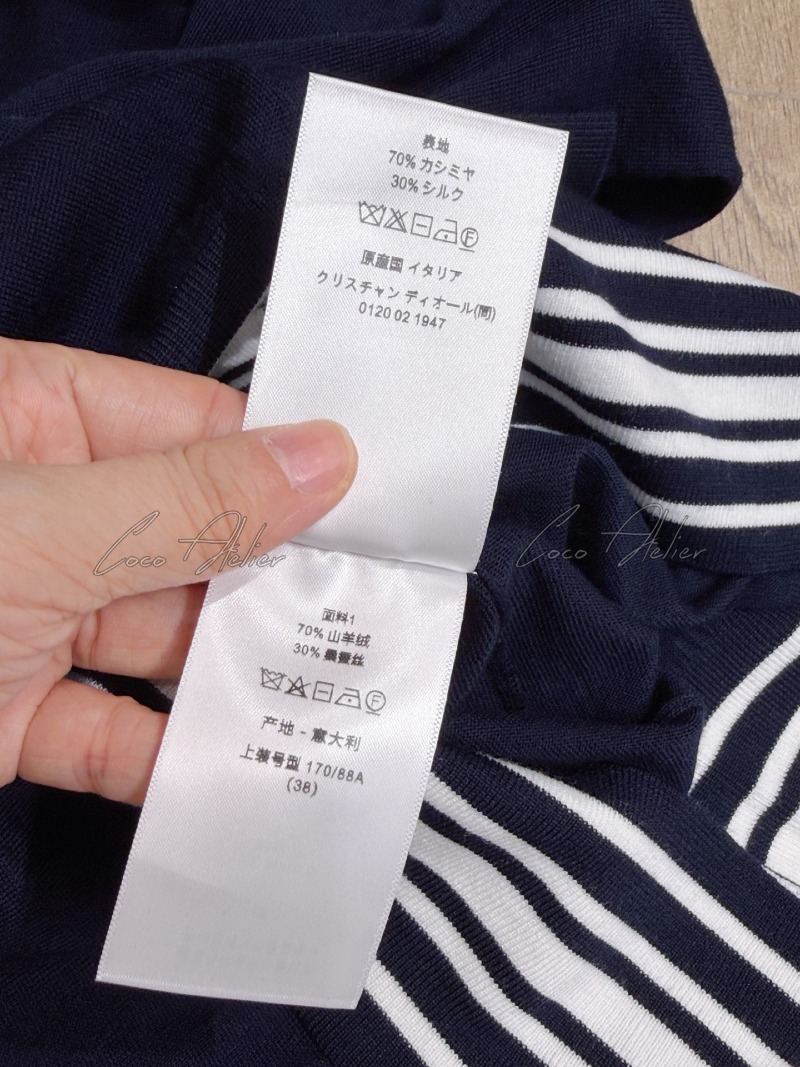 表地
70% カシミヤ
30% シルク
F
原産国 イタリア
クリスチャン ディオール(問)
0120 02 1947
Coco Atelier
Coco Atelier
面料1
70% 山羊绒
30% 桑蚕丝
F
产地 - 意大利
上装号型 170/88A
(38)